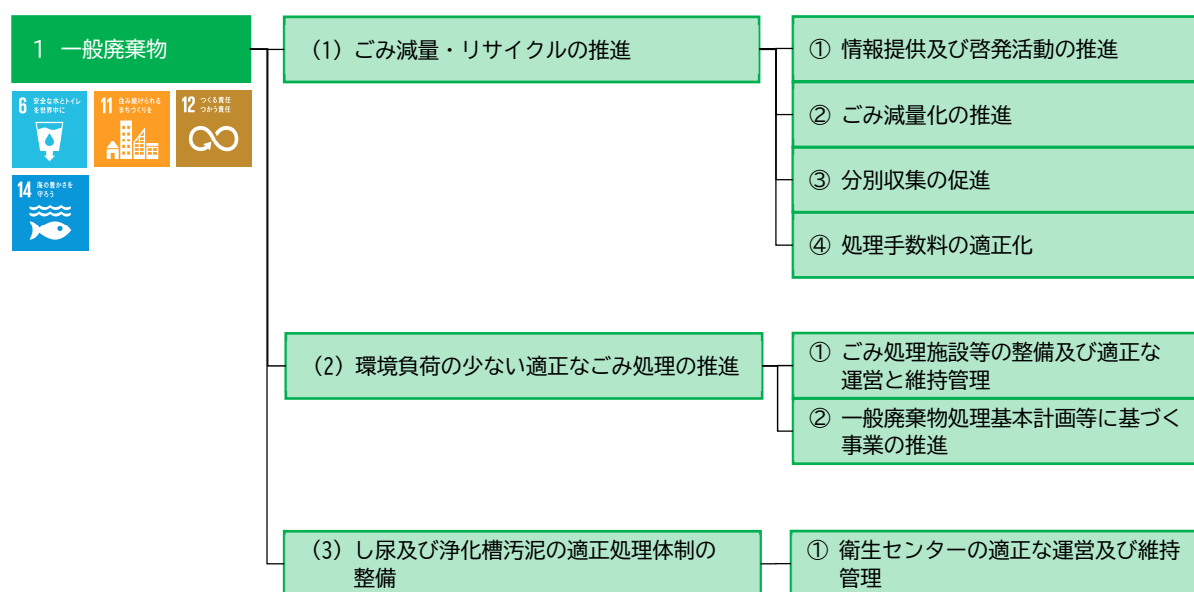 1 一般廃棄物
(1) ごみ減量・リサイクルの推進
① 情報提供及び啓発活動の推進
② ごみ減量化の推進
③ 分別収集の促進
④ 処理手数料の適正化
6 安全な水とトイレ
を世界中に
11 住み続けられる
まちづくりを
12 つくる責任
つかう責任
14 海の豊かさを
守ろう
(2) 環境負荷の少ない適正なごみ処理の推進
① ごみ処理施設等の整備及び適正な
運営と維持管理
② 一般廃棄物処理基本計画等に基づく
事業の推進
(3) し尿及び浄化槽汚泥の適正処理体制の
整備
① 衛生センターの適正な運営及び維持
管理